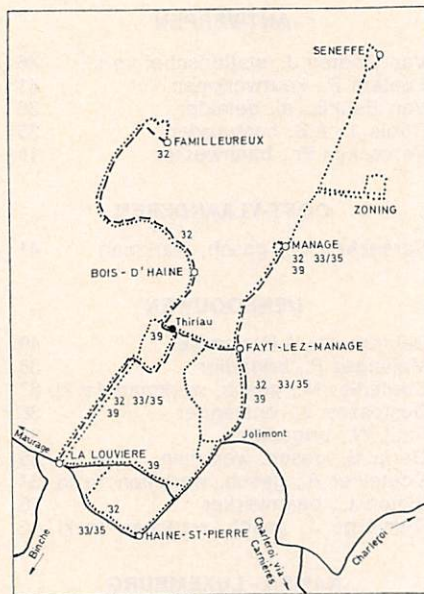 SENEFFE
FAMILLEUREUX
32
ZONING
MANAGE
32 33/35
39
32
BOIS-D'HAINE
Thiriau
39
FAYT-LEZ-MANAGE
32 33/35
39
32 33/35
39
Jolimont
Maurage
LA LOUVIERE
39
32
33/35
HAINE-ST-PIERRE
Binche
Charleroi via
Carnières
Charleroi